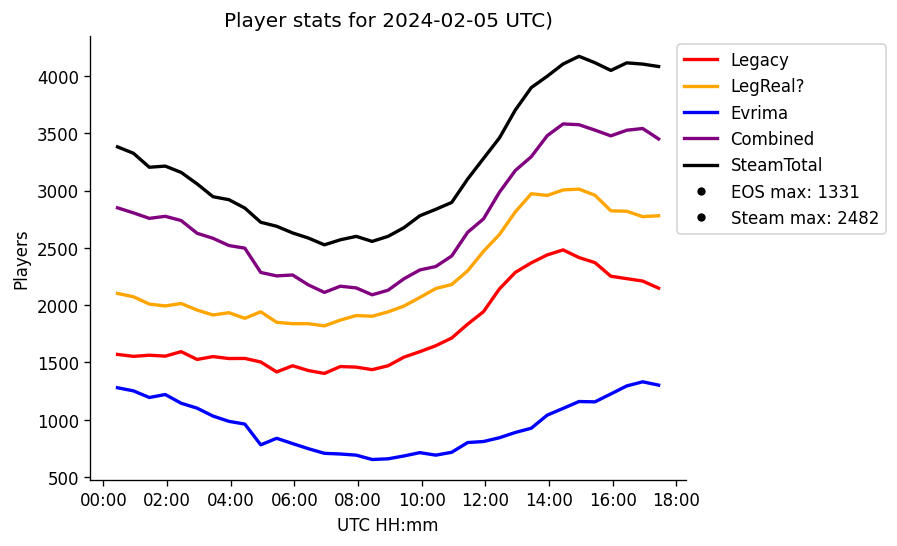 Player stats for 2024-02-05 UTC)
Legacy
LegReal?
Evrima
Combined
SteamTotal
EOS max: 1331
Steam max: 2482
Players
4000
3500
3000
2500
2000
1500
1000
500
00:00 02:00 04:00 06:00 08:00 10:00 12:00 14:00 16:00 18:00
UTC HH:mm